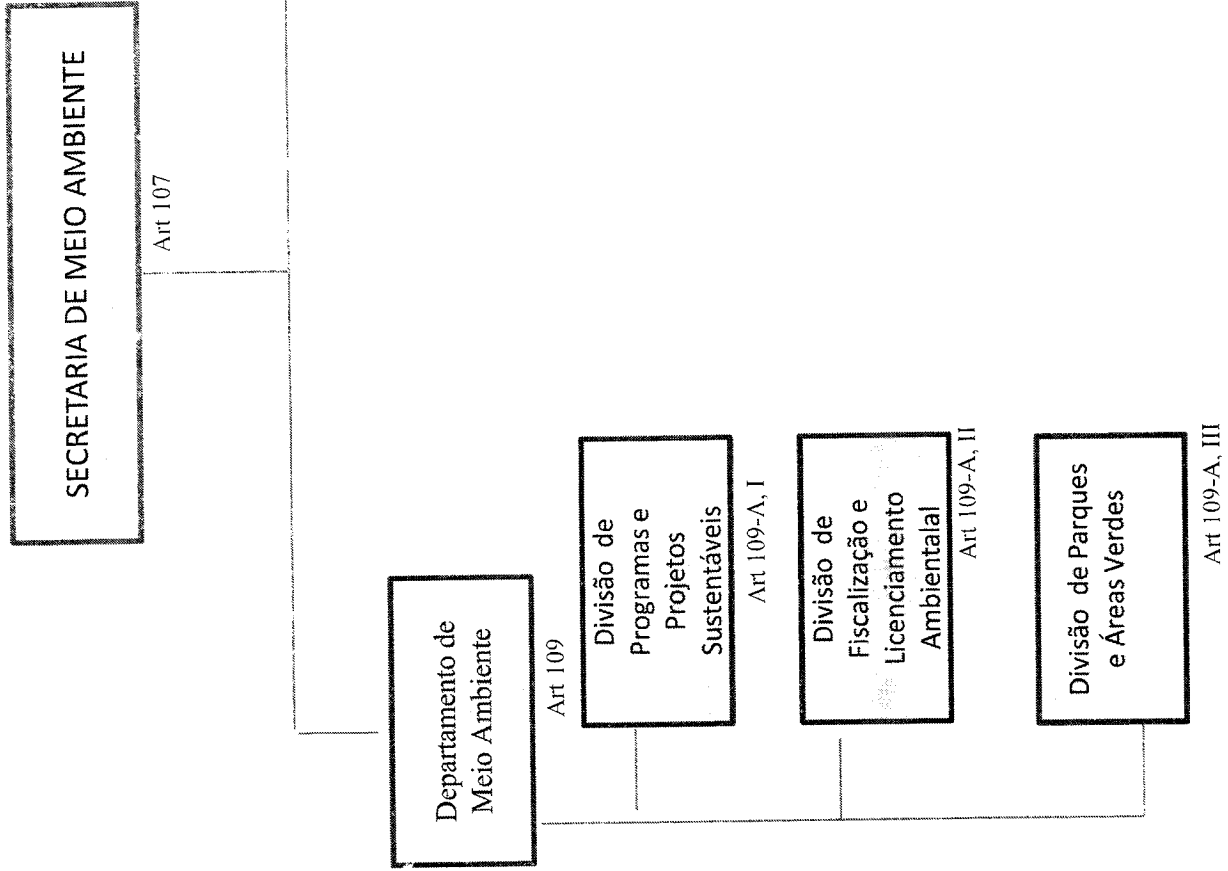 SECRETARIA DE MEIO AMBIENTE
Art 107
Departamento de
Meio Ambiente
Art 109
Divisão de
Programas e
Projetos
Sustentáveis
Art 109-A, I
Divisão de
Fiscalização e
Licenciamento
Ambientalal
Art 109-A, II
Divisão de Parques
e Áreas Verdes
Art 109-A, III